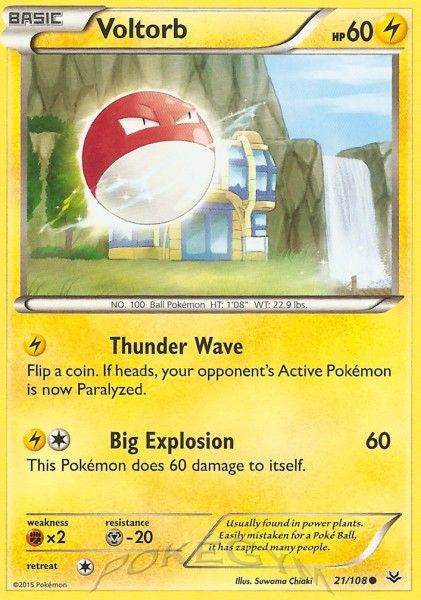 BASIC
Voltorb
HP60
NO. 100 Ball Pokémon HT: 1'08" WT: 22.9 lbs.
Thunder Wave
Flip a coin. If heads, your opponent's Active Pokémon
is now Paralyzed.
Big Explosion 60
This Pokémon does 60 damage to itself.
weakness
×2
resistance
-20
retreat
Usually found in power plants.
Easily mistaken for a Poké Ball,
it has zapped many people.
POKEGYM
©2015 Pokémon
Illus. Suwama Chiaki
21/108